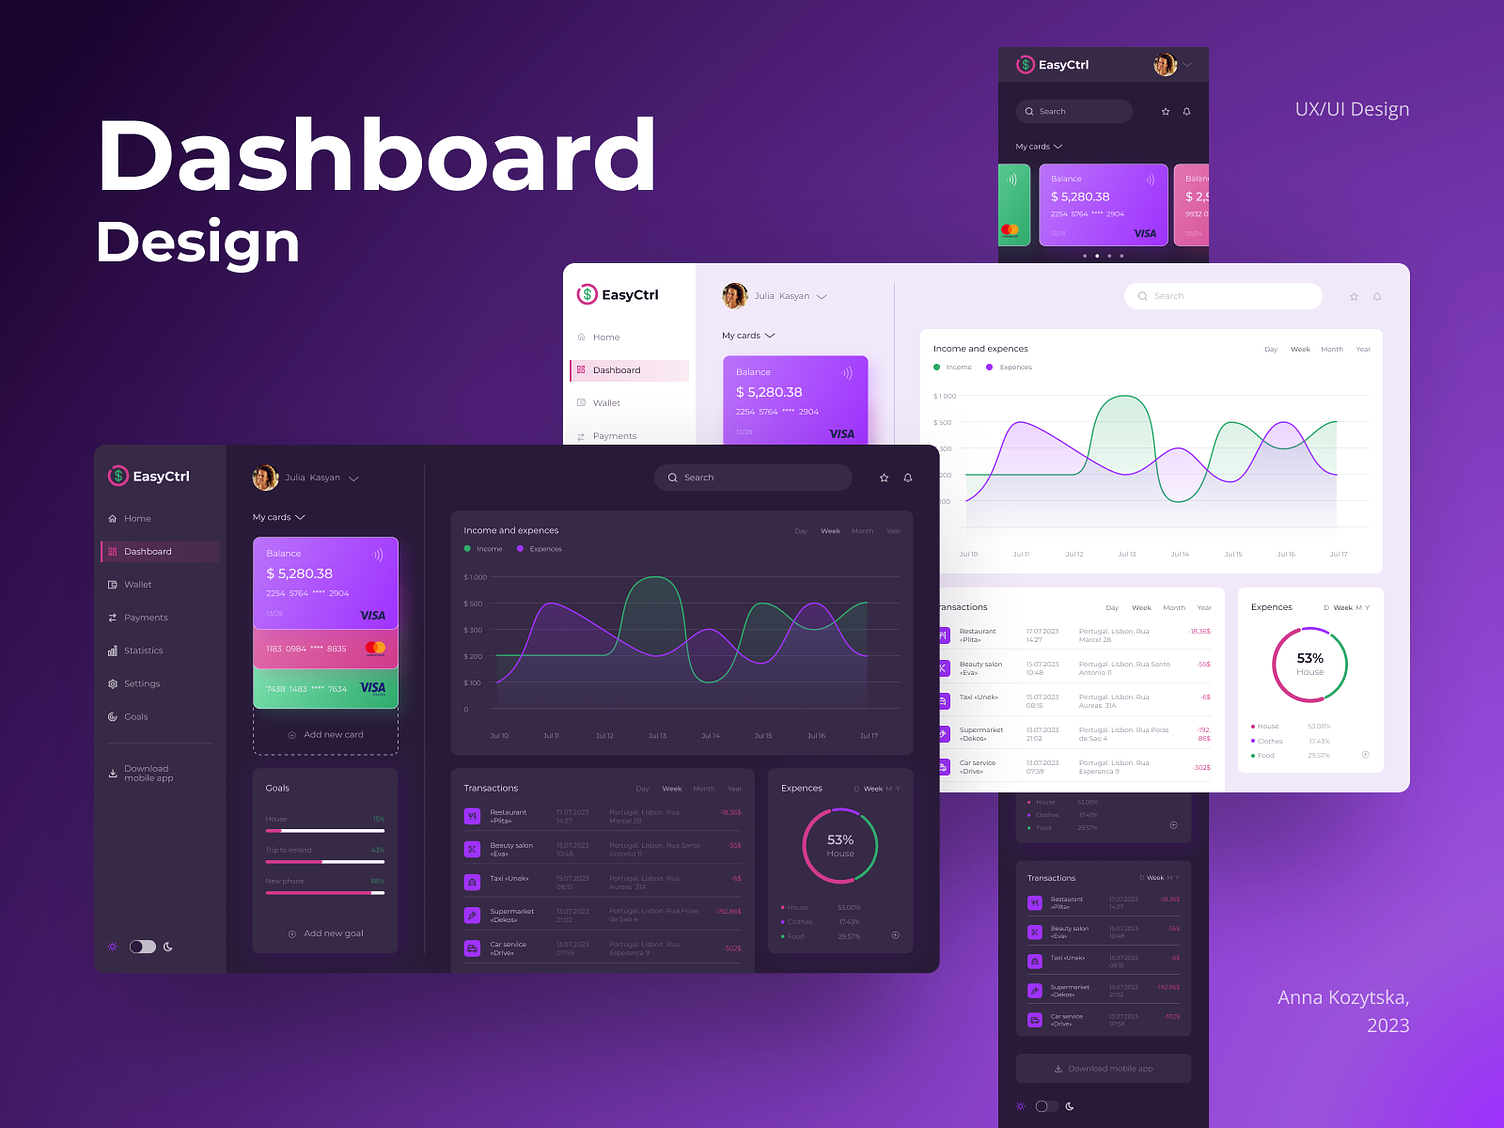 Dashboard
Design
UX/UI Design
EasyCtrl
Search
My cards
Balance
$ 5,280.38
2254 5764 **** 2904
12/28
VISA
Balan
$ 2,5
9932 0
05/24
EasyCtrl
Home
Dashboard
Wallet
Payments
Julia Kasyan
My cards
Balance
$ 5,280.38
2254 5764 **** 2904
13/28
VISA
Search
Income and expences
Day Week Month Year
Income Expences
$ 1 000
$ 500
300
200
100
Jul 10 Jul 11 Jul 12 Jul 13 Jul 14 Jul 15 Jul 16 Jul 17
ransactions
Day Week Month Year
Restaurant «Plita» 17.07.2023 14:27 Portugal. Lisbon. Rua Marcel 28 -18.36$
Beauty salon «Eva» 15.07.2023 10:48 Portugal. Lisbon. Rua Santo Antonio 11 -55$
Taxi «Unek» 15.07.2023 08:15 Portugal. Lisbon. Rua Aureas 31A -6$
Supermarket «Dekos» 13.07.2023 21:02 Portugal. Lisbon. Rua Poias de Sao 4 -192.86$
Car service «Drive» 13.07.2023 07:59 Portugal. Lisbon. Rua Esperanca 9 -302$
Expences
D Week M Y
53%
House
House 53.00%
Clothes 17.43%
Food 29.57%
EasyCtrl
Home
Dashboard
Wallet
Payments
Statistics
Settings
Goals
Download
mobile app
Julia Kasyan
My cards
Balance
$ 5,280.38
2254 5764 **** 2904
13/28
VISA
1183 0984 **** 8835
7438 1483 **** 7634
VISA
Add new card
Goals
House 15%
Trip to Ireland 43%
New phone 88%
Add new goal
Search
Income and expences
Day Week Month Year
Income Expences
$ 1 000
$ 500
$ 300
$ 200
$ 100
0
Jul 10 Jul 11 Jul 12 Jul 13 Jul 14 Jul 15 Jul 16 Jul 17
Transactions
Day Week Month Year
Restaurant «Plita» 17.07.2023 14:27 Portugal. Lisbon. Rua Marcel 28 -18.36$
Beauty salon «Eva» 15.07.2023 10:48 Portugal. Lisbon. Rua Santo Antonio 11 -55$
Taxi «Unek» 15.07.2023 08:15 Portugal. Lisbon. Rua Aureas 31A -6$
Supermarket «Dekos» 13.07.2023 21:02 Portugal. Lisbon. Rua Poias de Sao 4 -192.86$
Car service «Drive» 13.07.2023 07:59 Portugal. Lisbon. Rua Esperanca 9 -302$
Expences
D Week M Y
53%
House
House 53.00%
Clothes 17.43%
Food 29.57%
House 53.00%
Clothes 17.43%
Food 29.57%
Transactions
D Week M Y
Restaurant «Plita» 17.07.2023 14:27 -18.36$
Beauty salon «Eva» 15.07.2023 10:48 -55$
Taxi «Unek» 15.07.2023 08:15 -6$
Supermarket «Dekos» 13.07.2023 21:02 -192.86$
Car service «Drive» 13.07.2023 07:59 -302$
Download mobile app
Anna Kozytska,
2023